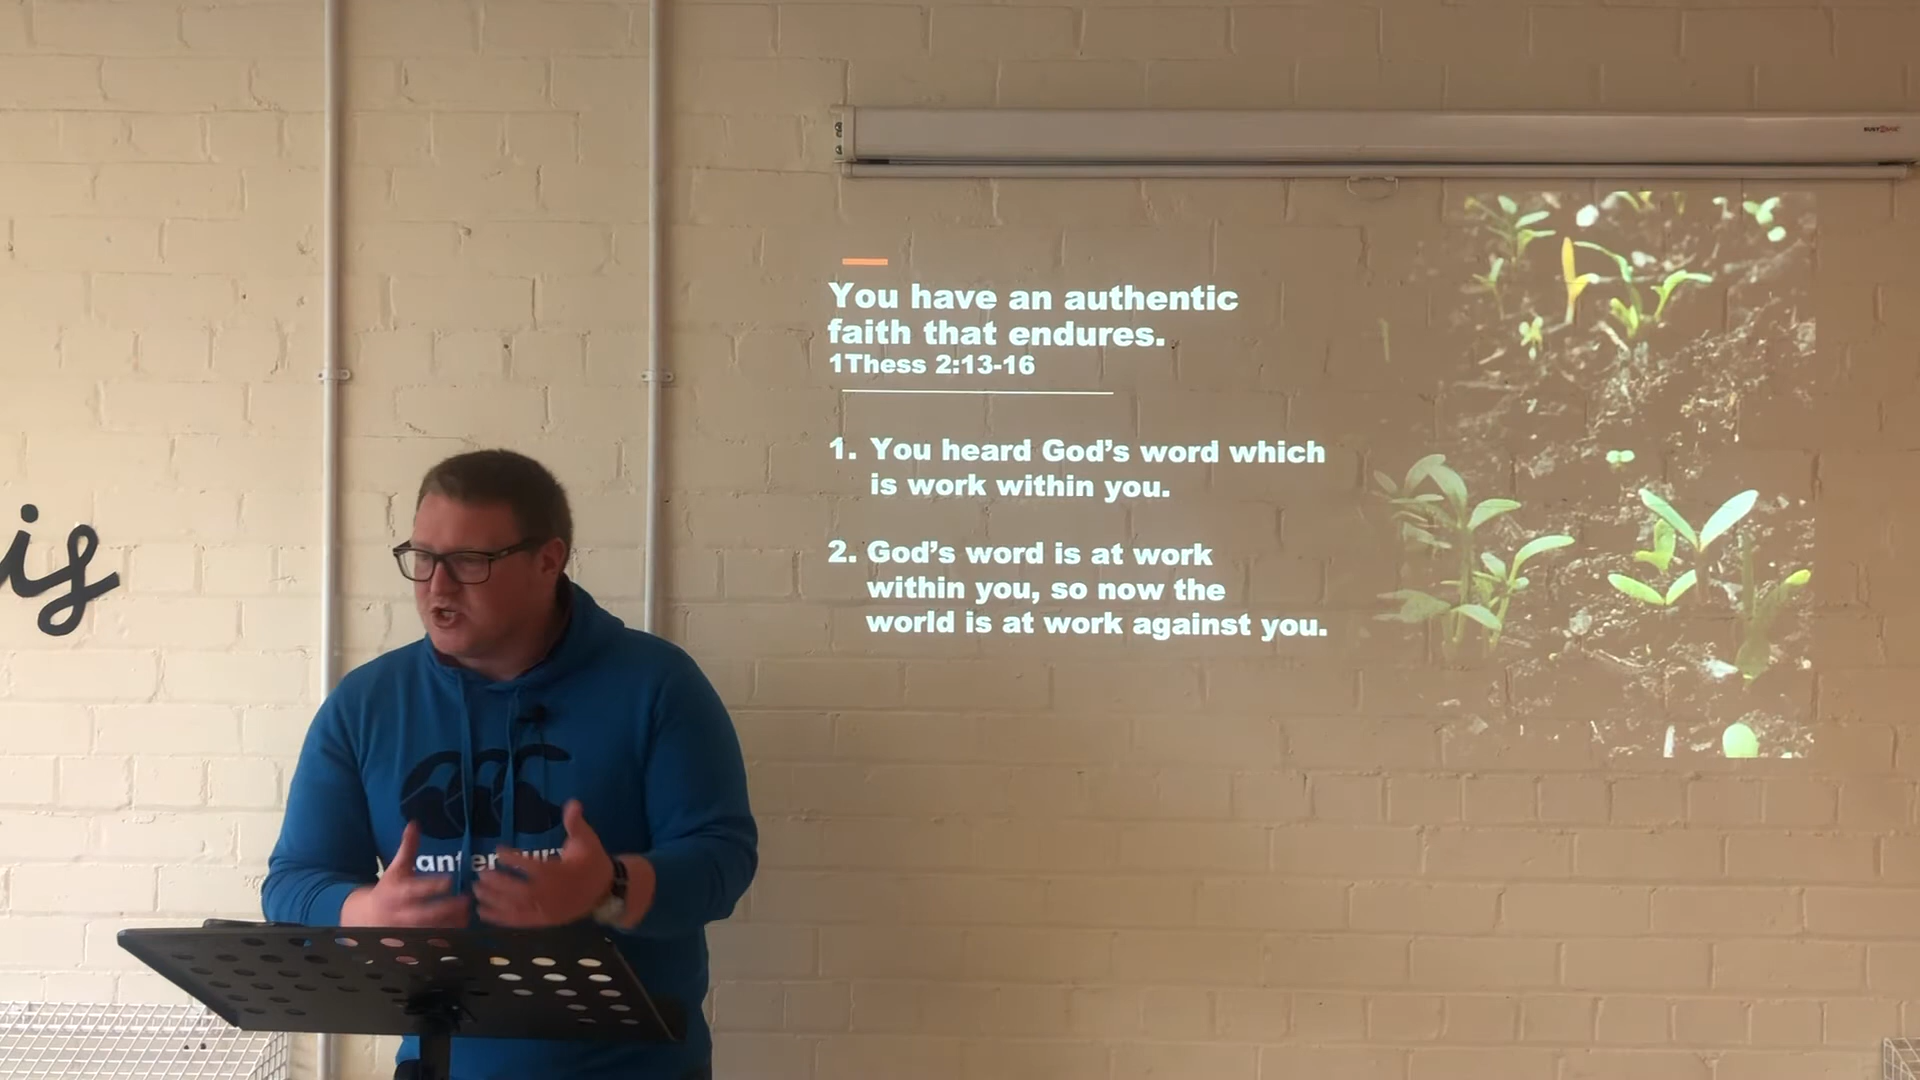 is
You have an authentic
faith that endures.
1Thess 2:13-16
1. You heard God's word which
is work within you.
2. God's word is at work
within you, so now the
world is at work against you.